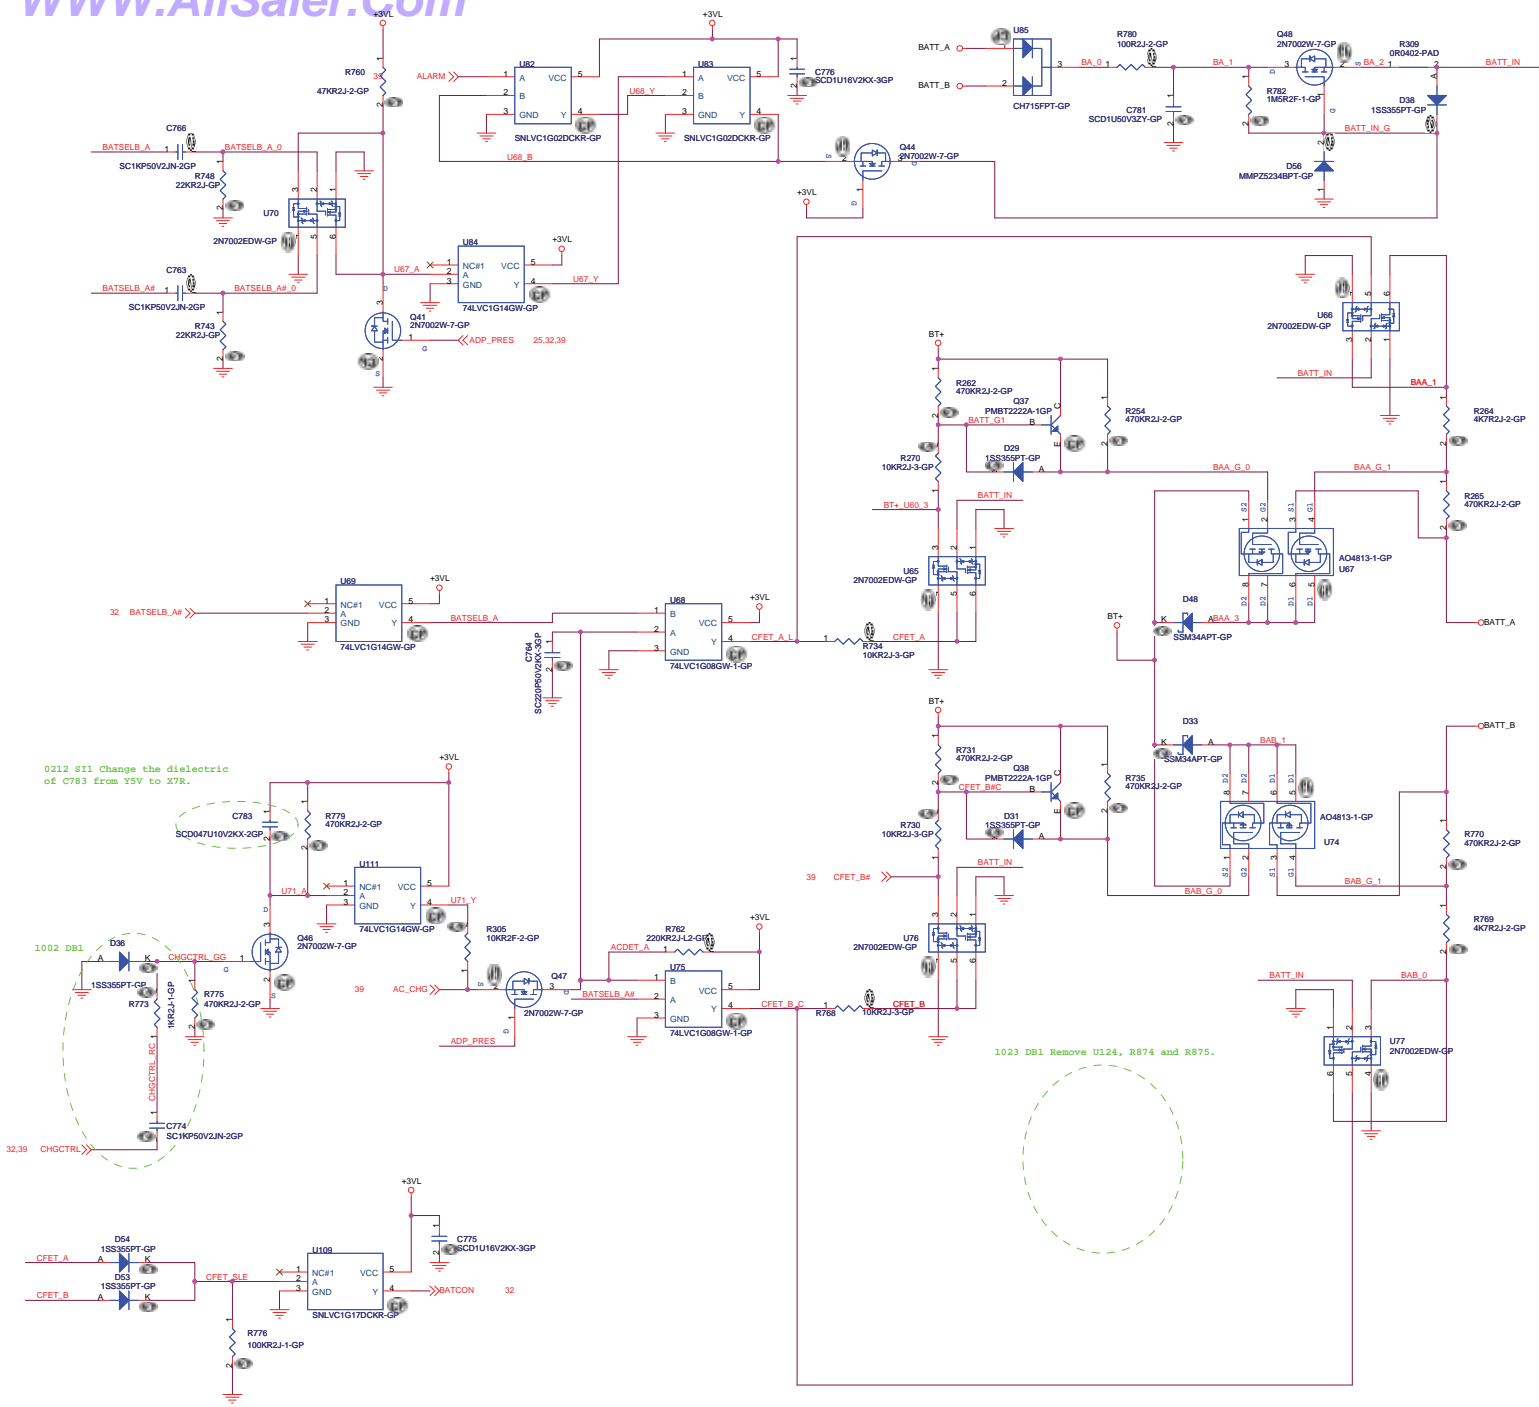 WWW.AllSaler.Com
+3VL
R760
47KR2J-2-GP
39
ALARM
U82
A
VCC
B
GND
Y
SNLVC1G02DCKR-GP
U68_Y
U83
A
VCC
B
GND
Y
SNLVC1G02DCKR-GP
+3VL
C776
SCD1U16V2KX-3GP
U68_B
BATT_A
BATT_B
U85
CH715FPT-GP
BA_0
R780
100R2J-2-GP
C781
SCD1U50V3ZY-GP
BA_1
R782
1M5R2F-1-GP
Q48
2N7002W-7-GP
BA_2
R309
0R0402-PAD
BATT_IN
D38
1SS355PT-GP
BATT_IN_G
D56
MMPZ5234BPT-GP
Q44
2N7002W-7-GP
+3VL
BATSELB_A
C766
SC1KP50V2JN-2GP
BATSELB_A_0
R748
22KR2J-GP
U70
2N7002EDW-GP
BATSELB_A#
C763
SC1KP50V2JN-2GP
BATSELB_A#_0
R743
22KR2J-GP
U67_A
U84
NC#1
VCC
A
GND
Y
74LVC1G14GW-GP
+3VL
U67_Y
Q41
2N7002W-7-GP
ADP_PRES 25,32,39
U66
2N7002EDW-GP
BATT_IN
BAA_1
R264
4K7R2J-2-GP
BT+
R262
470KR2J-2-GP
Q37
PMBT2222A-1GP
BATT_G1
R254
470KR2J-2-GP
R270
10KR2J-3-GP
D29
1SS355PT-GP
BAA_G_0
BAA_G_1
R265
470KR2J-2-GP
BT+_U60_3
BATT_IN
U65
2N7002EDW-GP
AO4813-1-GP
U67
32 BATSELB_A#
U69
NC#1
VCC
A
GND
Y
74LVC1G14GW-GP
+3VL
BATSELB_A
C764
SC220P50V2KX-3GP
U68
B
VCC
A
Y
GND
74LVC1G08GW-1-GP
+3VL
CFET_A_L
R734
10KR2J-3-GP
CFET_A
BT+
D48
SSM34APT-GP
BAA_3
BATT_A
BATT_B
D33
SSM34APT-GP
BAB_1
BT+
R731
470KR2J-2-GP
Q38
PMBT2222A-1GP
CFET_B#C
R735
470KR2J-2-GP
R730
10KR2J-3-GP
D31
1SS355PT-GP
AO4813-1-GP
U74
R770
470KR2J-2-GP
39 CFET_B#
BATT_IN
BAB_G_0
BAB_G_1
R769
4K7R2J-2-GP
U76
2N7002EDW-GP
0212 SI1 Change the dielectric
of C783 from Y5V to X7R.
C783
SCD047U10V2KX-2GP
R779
470KR2J-2-GP
+3VL
U111
NC#1
VCC
A
GND
Y
74LVC1G14GW-GP
U71_A
U71_Y
R305
10KR2F-2-GP
Q46
2N7002W-7-GP
1002 DB1
D36
1SS355PT-GP
CHGCTRL_GG
R773
1KR2J-1-GP
R775
470KR2J-2-GP
CHGCTRL_RC
C774
SC1KP50V2JN-2GP
32,39 CHGCTRL
39 AC_CHG
Q47
2N7002W-7-GP
ADP_PRES
ACDET_A
R762
220KR2J-L2-GP
+3VL
BATSELB_A#
U75
B
VCC
A
Y
GND
74LVC1G08GW-1-GP
CFET_B_C
R768
10KR2J-3-GP
CFET_B
1023 DB1 Remove U124, R874 and R875.
BATT_IN
BAB_0
U77
2N7002EDW-GP
+3VL
C775
SCD1U16V2KX-3GP
CFET_A
D54
1SS355PT-GP
CFET_B
D53
1SS355PT-GP
CFET_SLE
U109
NC#1
VCC
A
GND
Y
SNLVC1G17DCKR-GP
BATCON 32
R776
100KR2J-1-GP